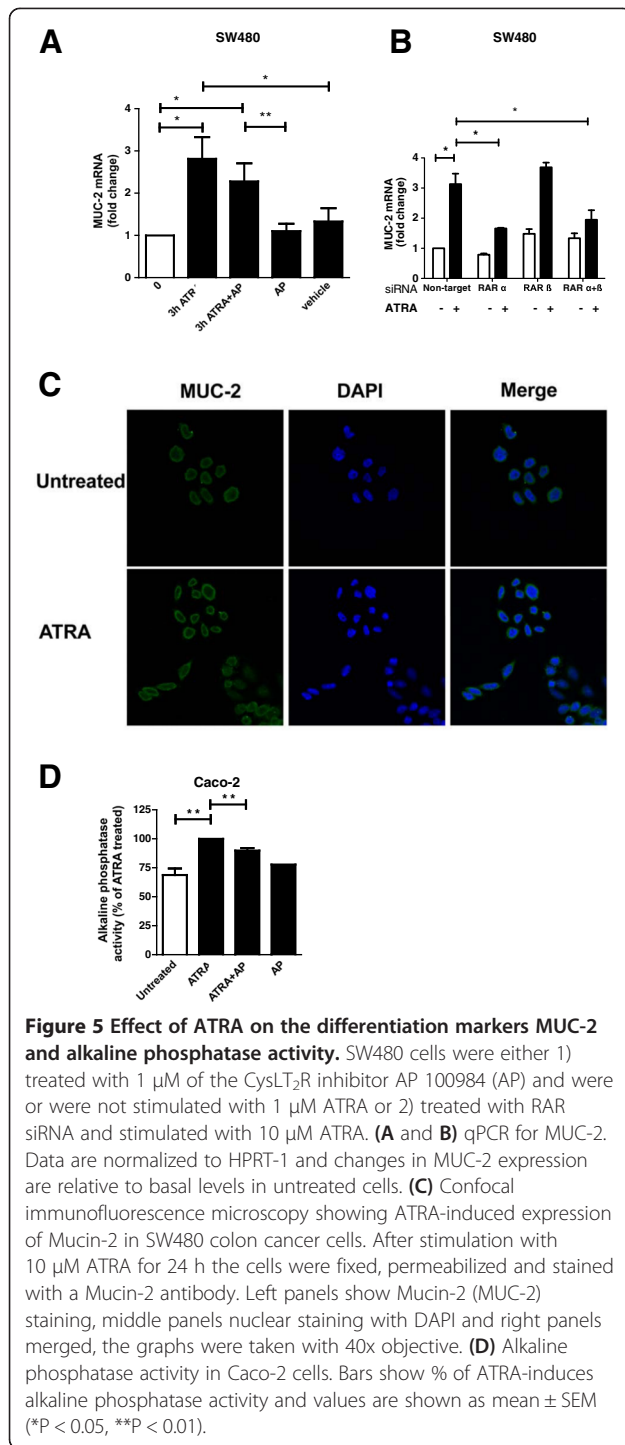 A
SW480
*
*
*
**
MUC-2 mRNA
(fold change)
4
3
2
1
0
0
3h ATRA+AP
AP
vehicle
B
SW480
*
*
*
MUC-2 mRNA
(fold change)
5
4
3
2
1
0
siRNA Non-target RAR α RAR ß RAR α+ß
ATRA - + - + - + - +
C
MUC-2 DAPI Merge
Untreated
ATRA
D
Caco-2
** **
Alkaline phosphatase
activity (% of ATRA treated)
125
100
75
50
25
0
Untreated
ATRA
ATRA+AP
AP
Figure 5 Effect of ATRA on the differentiation markers MUC-2
and alkaline phosphatase activity. SW480 cells were either 1)
treated with 1 μM of the CysLT₂R inhibitor AP 100984 (AP) and were
or were not stimulated with 1 μM ATRA or 2) treated with RAR
siRNA and stimulated with 10 μM ATRA. (A and B) qPCR for MUC-2.
Data are normalized to HPRT-1 and changes in MUC-2 expression
are relative to basal levels in untreated cells. (C) Confocal
immunofluorescence microscopy showing ATRA-induced expression
of Mucin-2 in SW480 colon cancer cells. After stimulation with
10 μM ATRA for 24 h the cells were fixed, permeabilized and stained
with a Mucin-2 antibody. Left panels show Mucin-2 (MUC-2)
staining, middle panels nuclear staining with DAPI and right panels
merged, the graphs were taken with 40x objective. (D) Alkaline
phosphatase activity in Caco-2 cells. Bars show % of ATRA-induces
alkaline phosphatase activity and values are shown as mean ± SEM
(*P < 0.05, **P < 0.01).